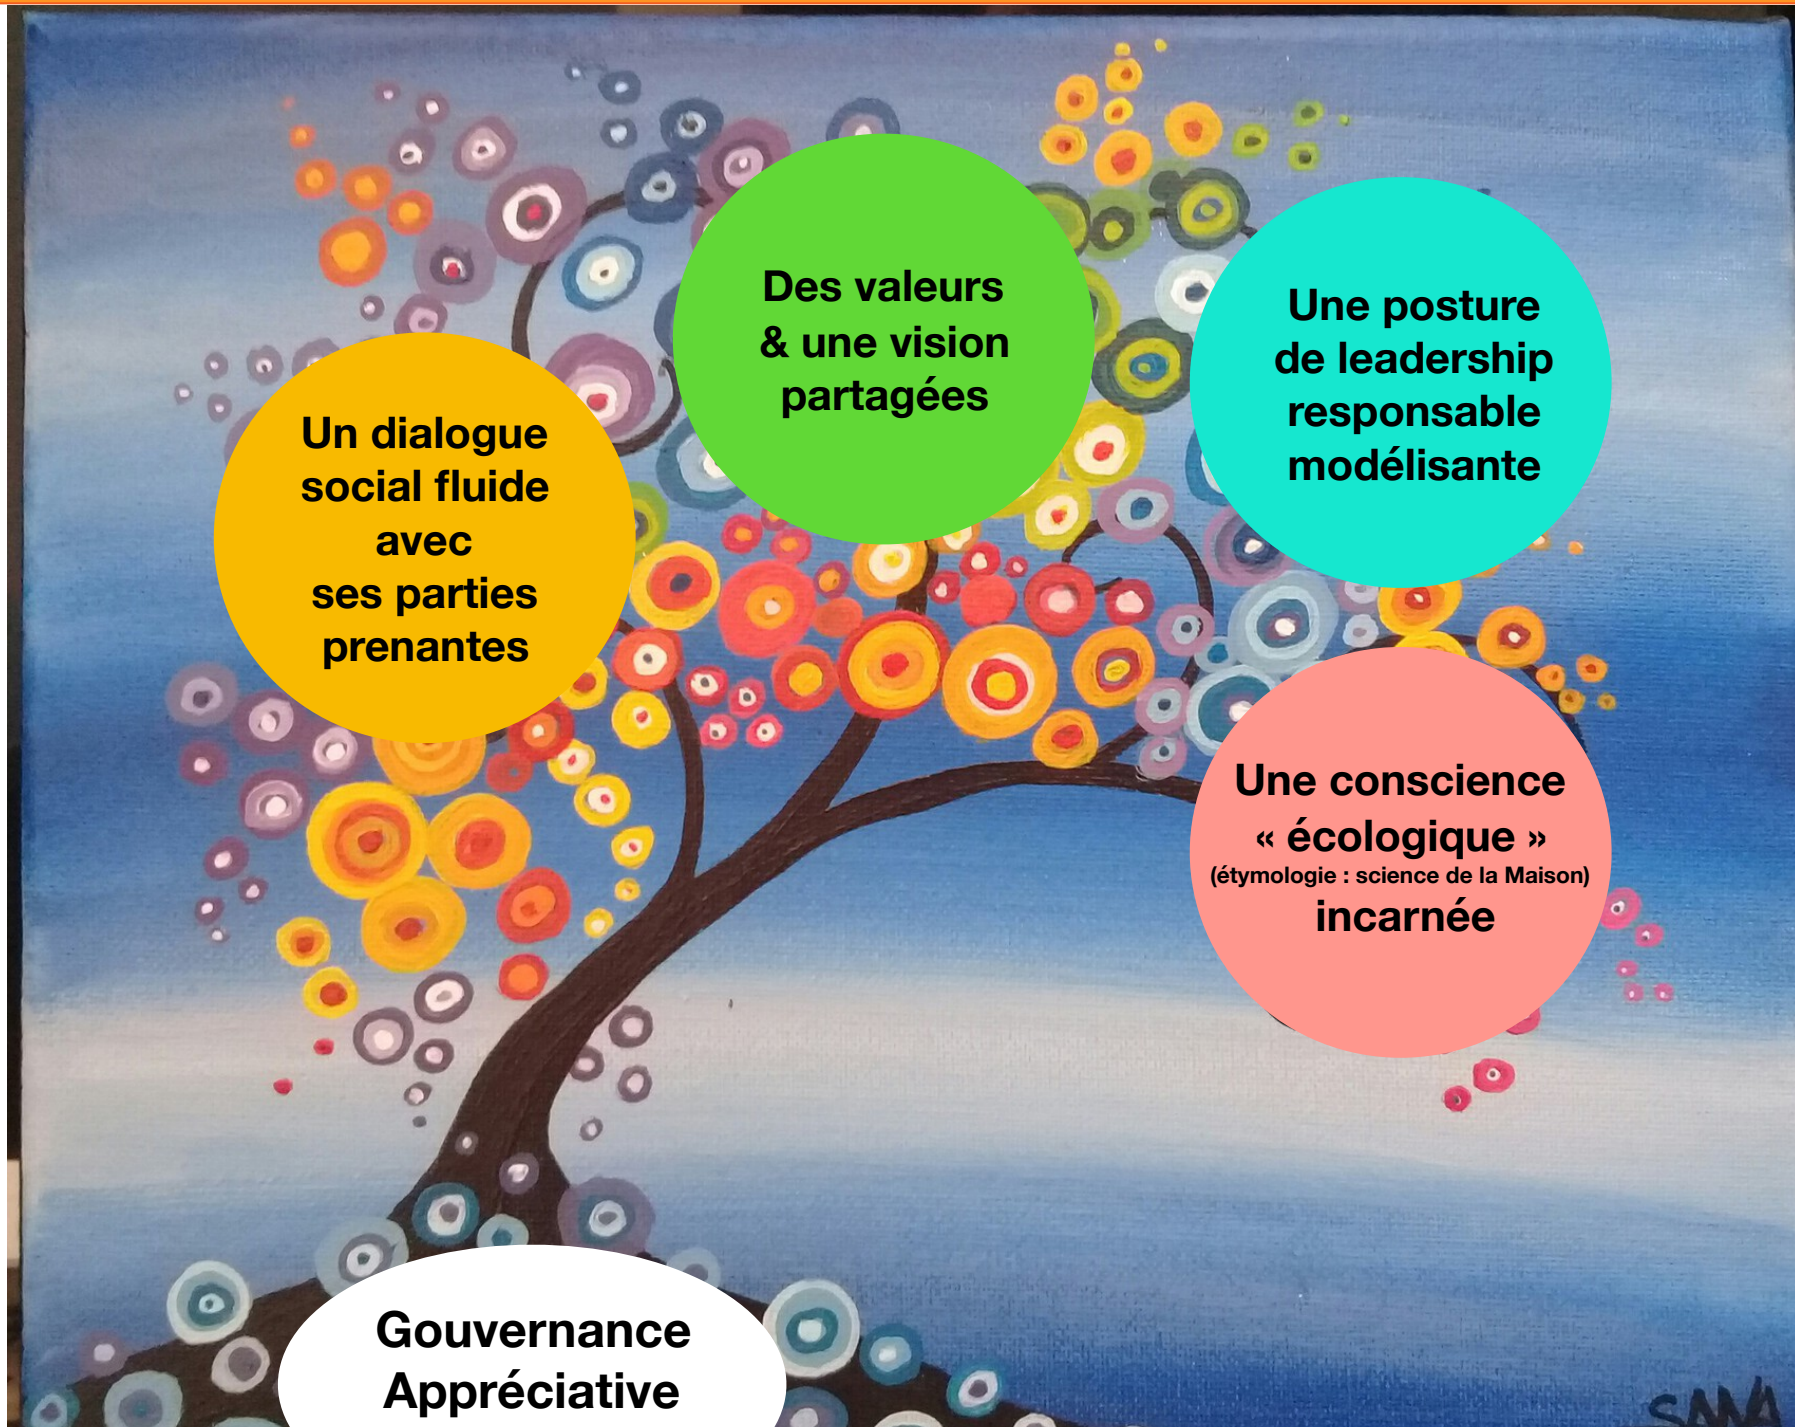 Des valeurs
& une vision
partagées
Une posture
de leadership
responsable
modélisante
Un dialogue
social fluide
avec
ses parties
prenantes
Une conscience
« écologique »
(étymologie : science de la Maison)
incarnée
Gouvernance
Appréciative
SANA